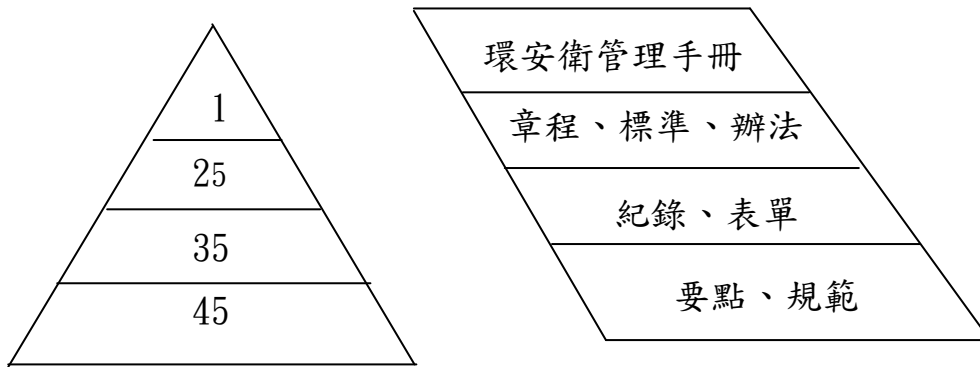 1
環安衛管理手冊
25
章程、標準、辦法
35
紀錄、表單
45
要點、規範